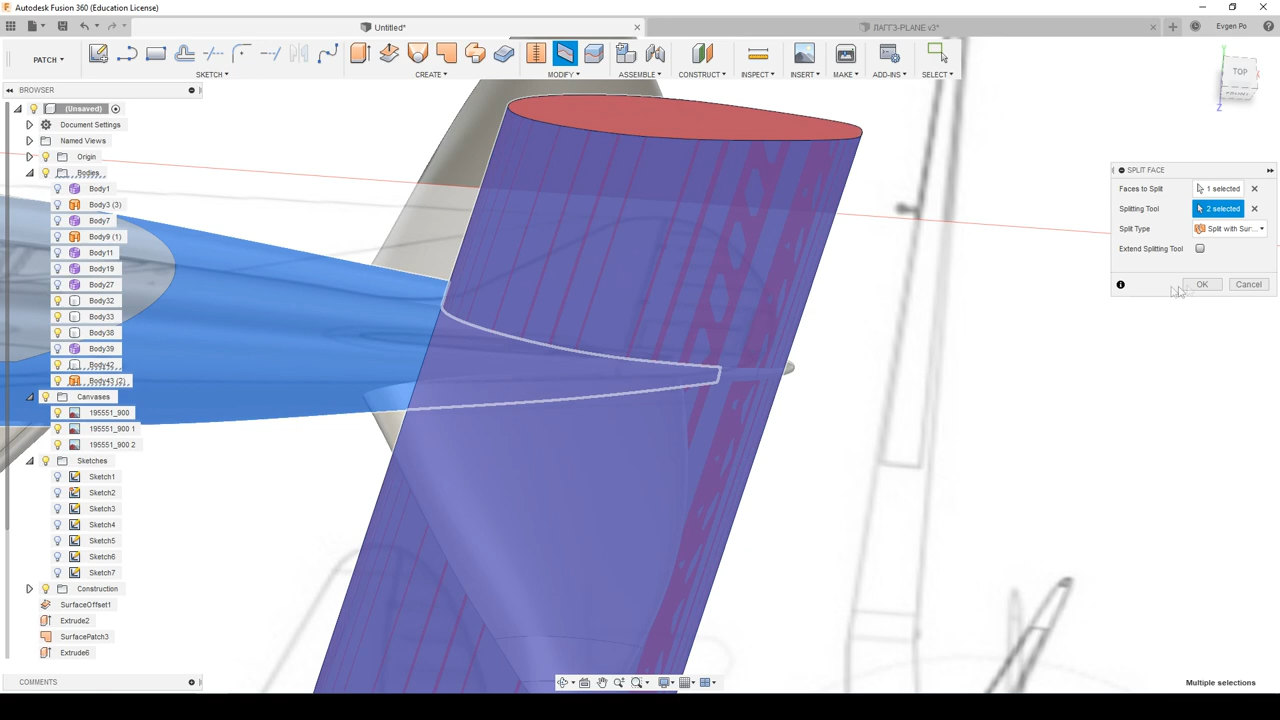 Autodesk Fusion 360 (Education License)
Untitled*
ЛАГГ3-PLANE v3*
Evgen Po
PATCH
SKETCH
CREATE
MODIFY
ASSEMBLE
CONSTRUCT
INSPECT
INSERT
MAKE
ADD-INS
SELECT
TOP
FRONT
Z
BROWSER
(Unsaved)
Document Settings
Named Views
Origin
Bodies
Body1
Body3 (3)
Body7
Body9 (1)
Body11
Body19
Body27
Body32
Body33
Body38
Body39
Body42
Body43 (2)
Canvases
195551_900
195551_900 1
195551_900 2
Sketches
Sketch1
Sketch2
Sketch3
Sketch4
Sketch5
Sketch6
Sketch7
Construction
SurfaceOffset1
Extrude2
SurfacePatch3
Extrude6
SPLIT FACE
Faces to Split 1 selected
Splitting Tool 2 selected
Split Type Split with Sur...
Extend Splitting Tool
OK Cancel
COMMENTS
Multiple selections